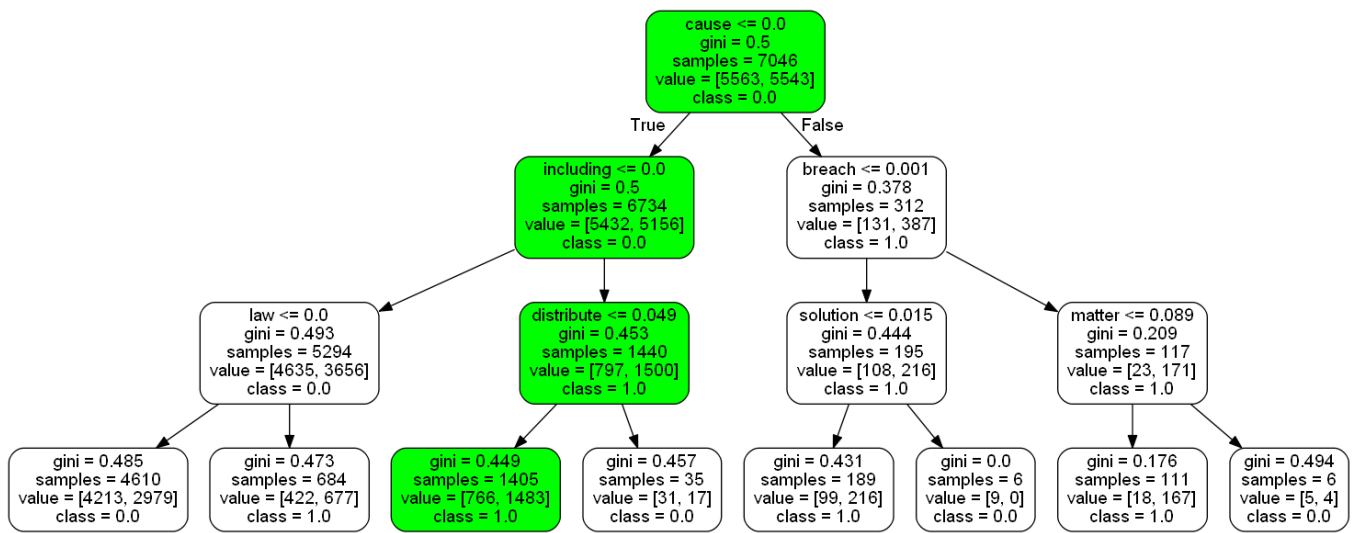 cause <= 0.0
gini = 0.5
samples = 7046
value = [5563, 5543]
class = 0.0
True
False
including <= 0.0
gini = 0.5
samples = 6734
value = [5432, 5156]
class = 0.0
breach <= 0.001
gini = 0.378
samples = 312
value = [131, 387]
class = 1.0
law <= 0.0
gini = 0.493
samples = 5294
value = [4635, 3656]
class = 0.0
distribute <= 0.049
gini = 0.453
samples = 1440
value = [797, 1500]
class = 1.0
solution <= 0.015
gini = 0.444
samples = 195
value = [108, 216]
class = 1.0
matter <= 0.089
gini = 0.209
samples = 117
value = [23, 171]
class = 1.0
gini = 0.485
samples = 4610
value = [4213, 2979]
class = 0.0
gini = 0.473
samples = 684
value = [422, 677]
class = 1.0
gini = 0.449
samples = 1405
value = [766, 1483]
class = 1.0
gini = 0.457
samples = 35
value = [31, 17]
class = 0.0
gini = 0.431
samples = 189
value = [99, 216]
class = 1.0
gini = 0.0
samples = 6
value = [9, 0]
class = 0.0
gini = 0.176
samples = 111
value = [18, 167]
class = 1.0
gini = 0.494
samples = 6
value = [5, 4]
class = 0.0